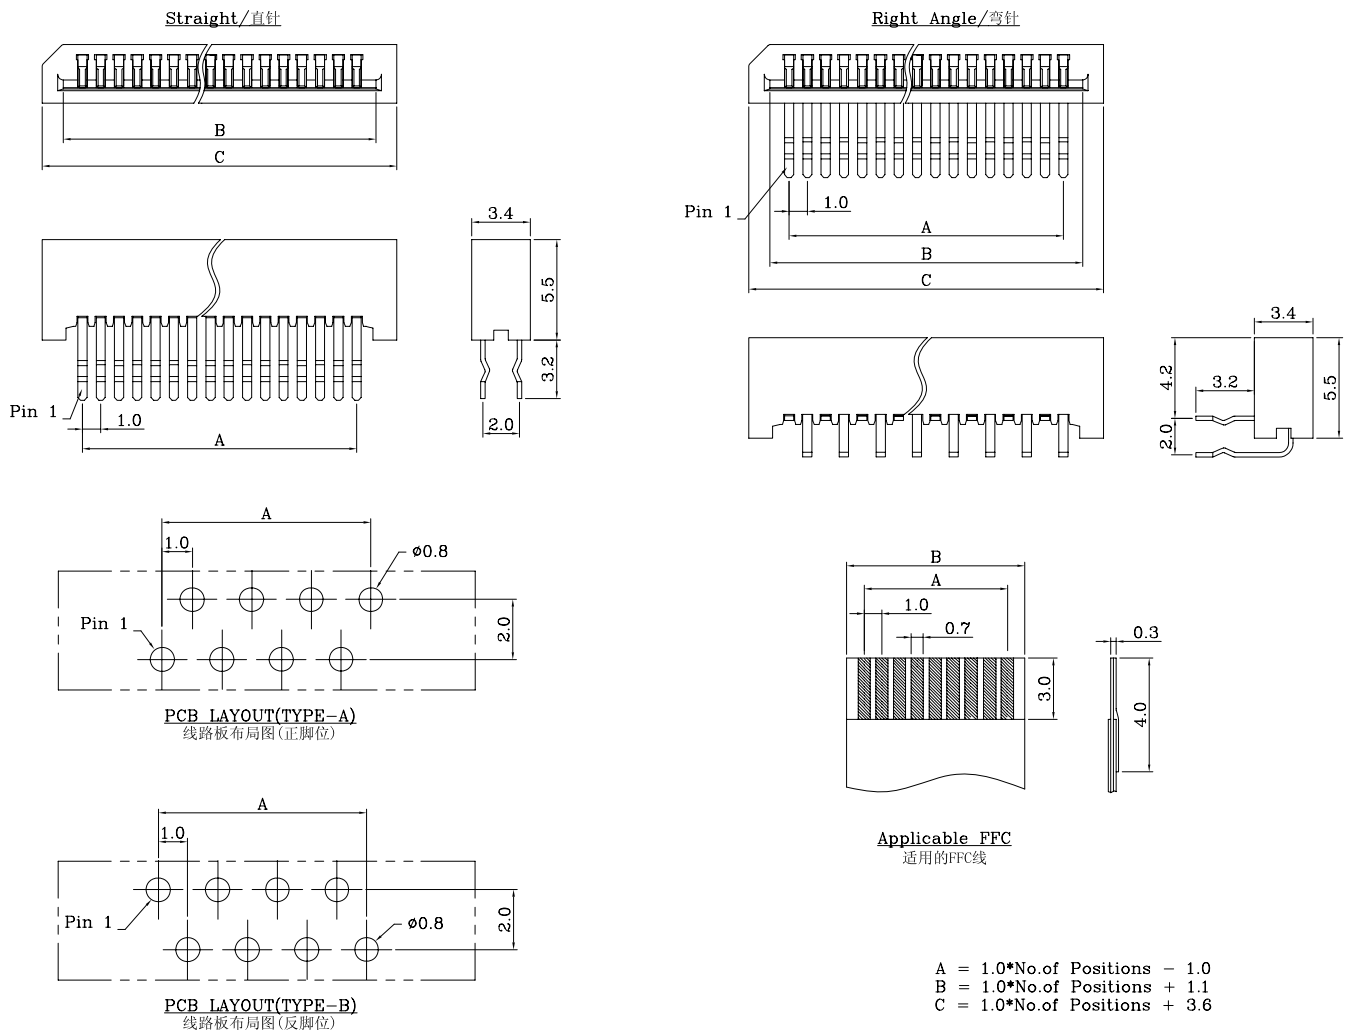 Straight/直针
B
C
3.4
5.5
3.2
2.0
Pin 1
1.0
A
Right Angle/弯针
Pin 1
1.0
A
B
C
3.4
4.2
3.2
5.5
2.0
A
1.0
ø0.8
Pin 1
2.0
PCB LAYOUT(TYPE-A)
线路板布局图(正脚位)
A
1.0
Pin 1
ø0.8
2.0
PCB LAYOUT(TYPE-B)
线路板布局图(反脚位)
B
A
1.0
0.7
0.3
3.0
4.0
Applicable FFC
适用的FFC线
A = 1.0*No.of Positions - 1.0
B = 1.0*No.of Positions + 1.1
C = 1.0*No.of Positions + 3.6